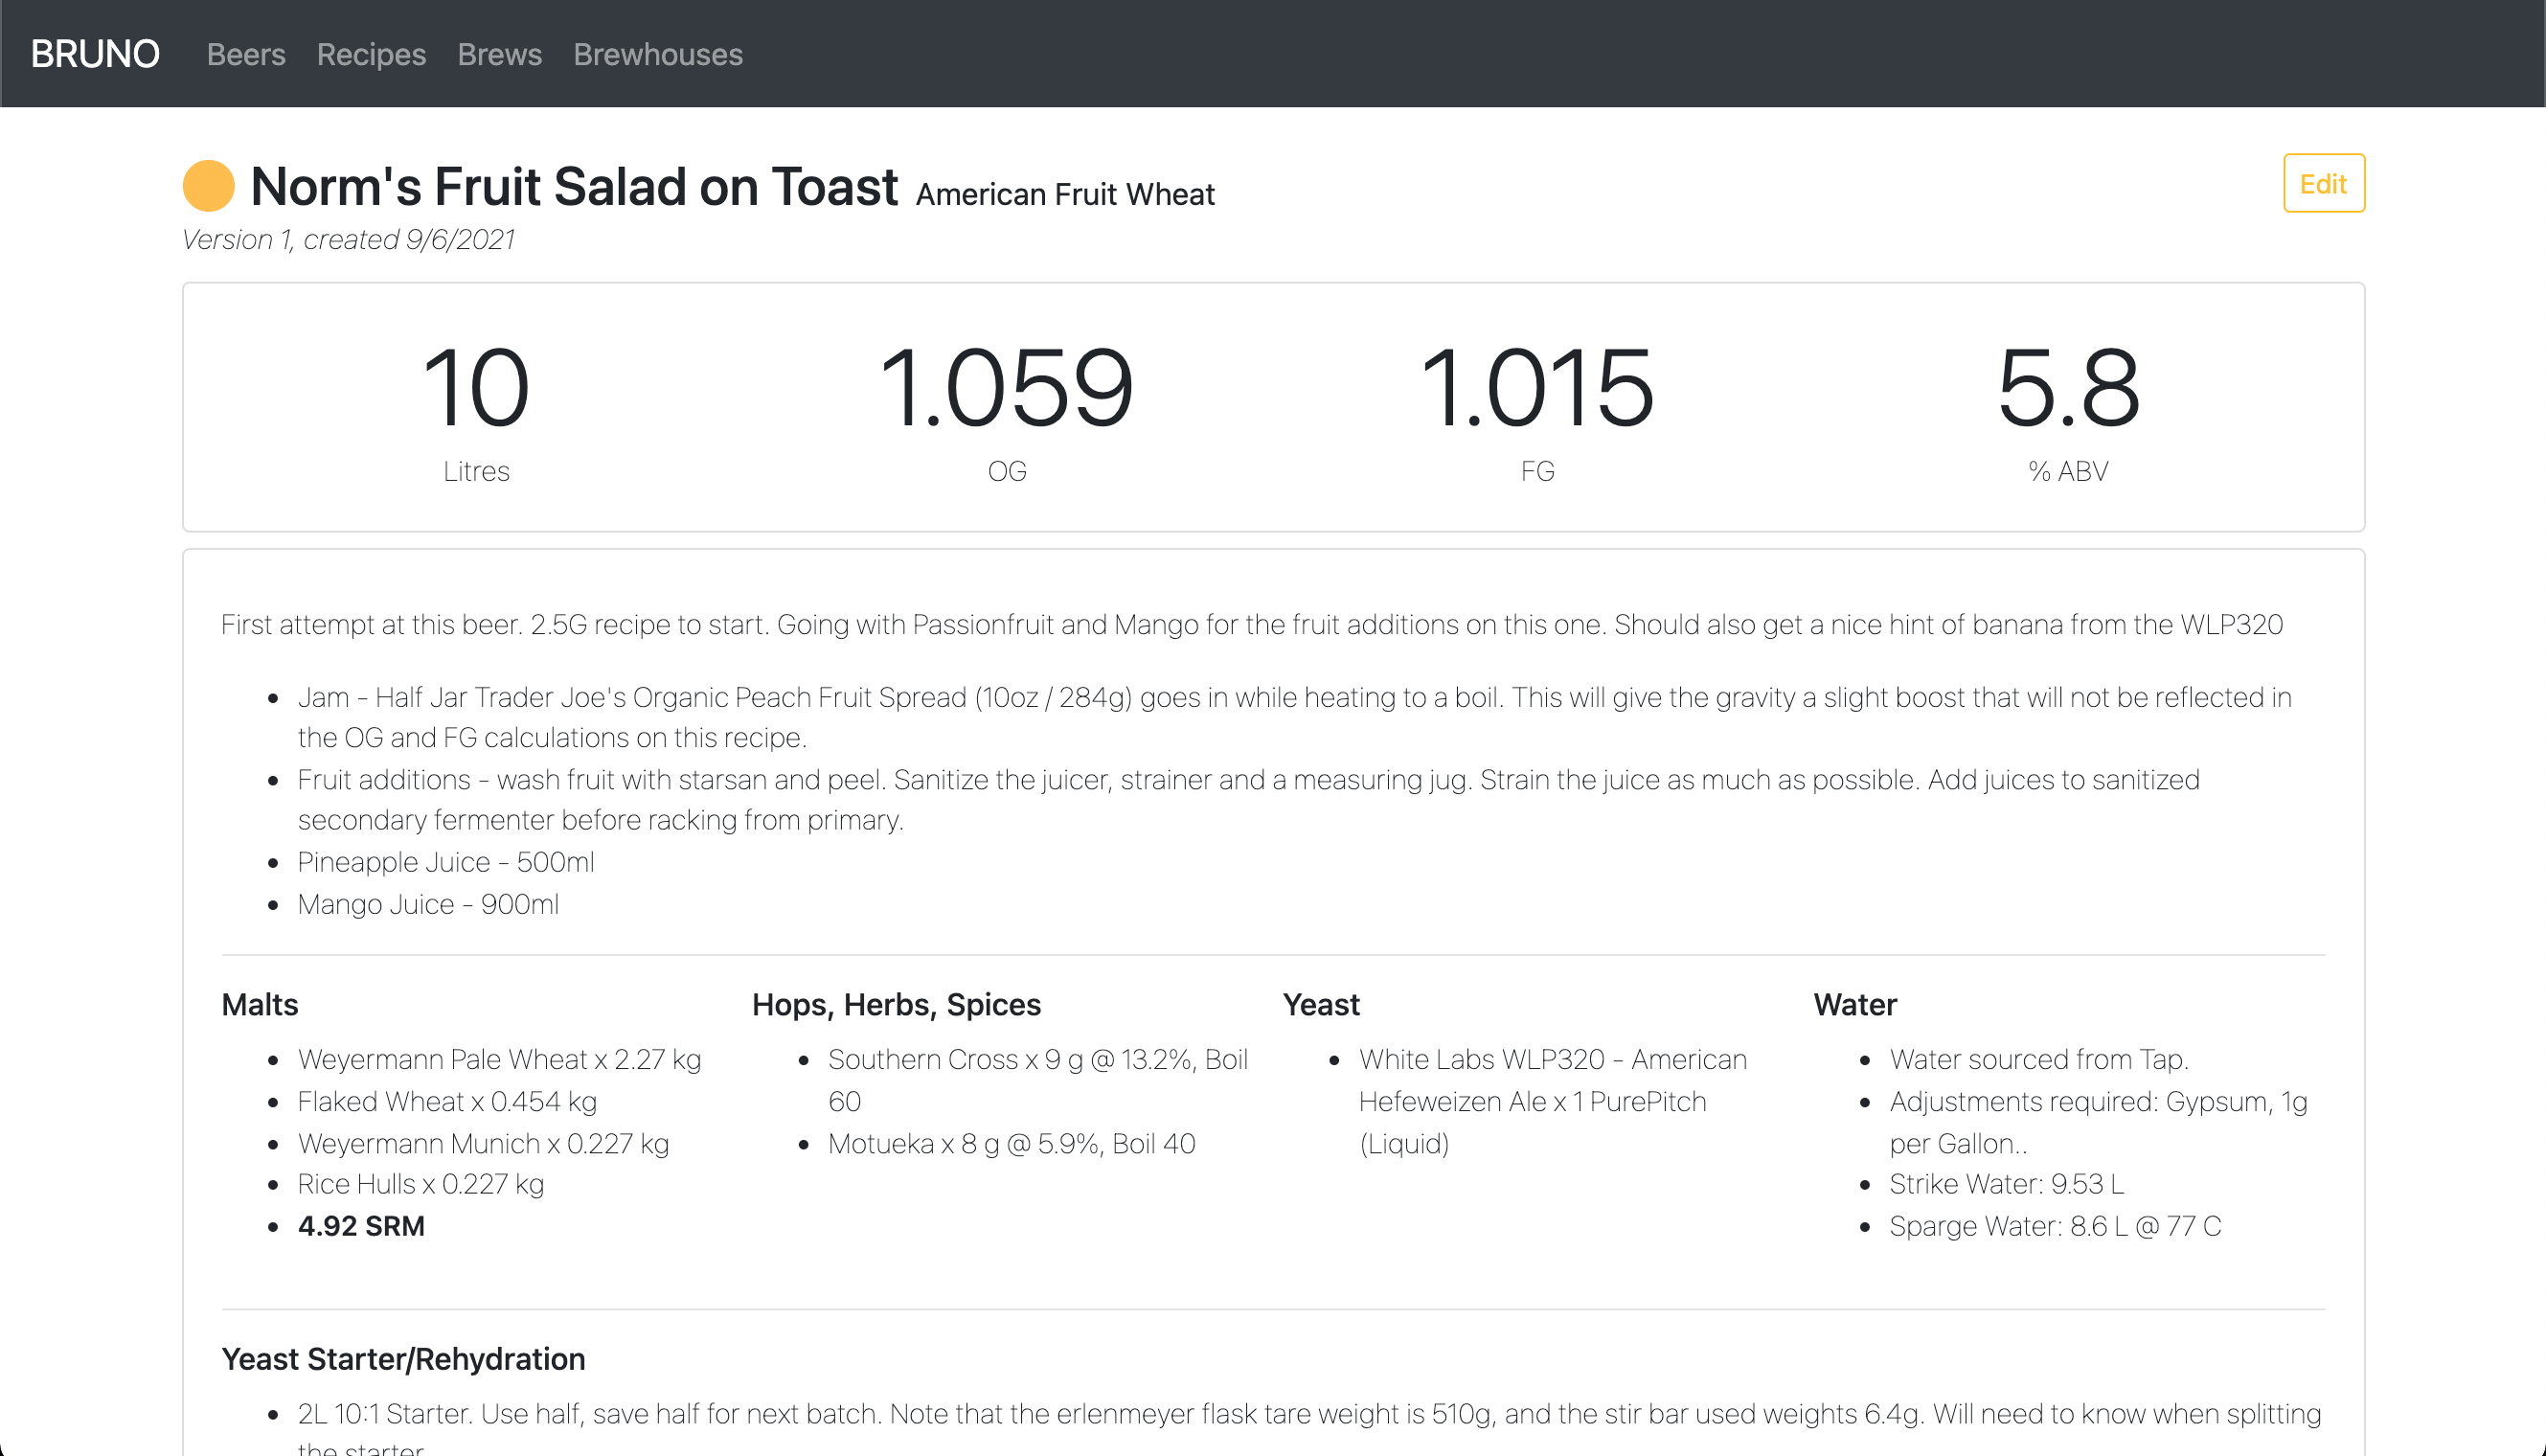 BRUNO Beers Recipes Brews Brewhouses
Norm's Fruit Salad on Toast American Fruit Wheat
Edit
Version 1, created 9/6/2021
10
Litres
1.059
OG
1.015
FG
5.8
% ABV
First attempt at this beer. 2.5G recipe to start. Going with Passionfruit and Mango for the fruit additions on this one. Should also get a nice hint of banana from the WLP320
• Jam - Half Jar Trader Joe's Organic Peach Fruit Spread (10oz / 284g) goes in while heating to a boil. This will give the gravity a slight boost that will not be reflected in
the OG and FG calculations on this recipe.
• Fruit additions - wash fruit with starsan and peel. Sanitize the juicer, strainer and a measuring jug. Strain the juice as much as possible. Add juices to sanitized
secondary fermenter before racking from primary.
• Pineapple Juice - 500ml
• Mango Juice - 900ml
Malts
• Weyermann Pale Wheat x 2.27 kg
• Flaked Wheat x 0.454 kg
• Weyermann Munich x 0.227 kg
• Rice Hulls x 0.227 kg
• 4.92 SRM
Hops, Herbs, Spices
• Southern Cross x 9 g @ 13.2%, Boil
60
• Motueka x 8 g @ 5.9%, Boil 40
Yeast
• White Labs WLP320 - American
Hefeweizen Ale x 1 PurePitch
(Liquid)
Water
• Water sourced from Tap.
• Adjustments required: Gypsum, 1g
per Gallon..
• Strike Water: 9.53 L
• Sparge Water: 8.6 L @ 77 C
Yeast Starter/Rehydration
• 2L 10:1 Starter. Use half, save half for next batch. Note that the erlenmeyer flask tare weight is 510g, and the stir bar used weights 6.4g. Will need to know when splitting
the starter.